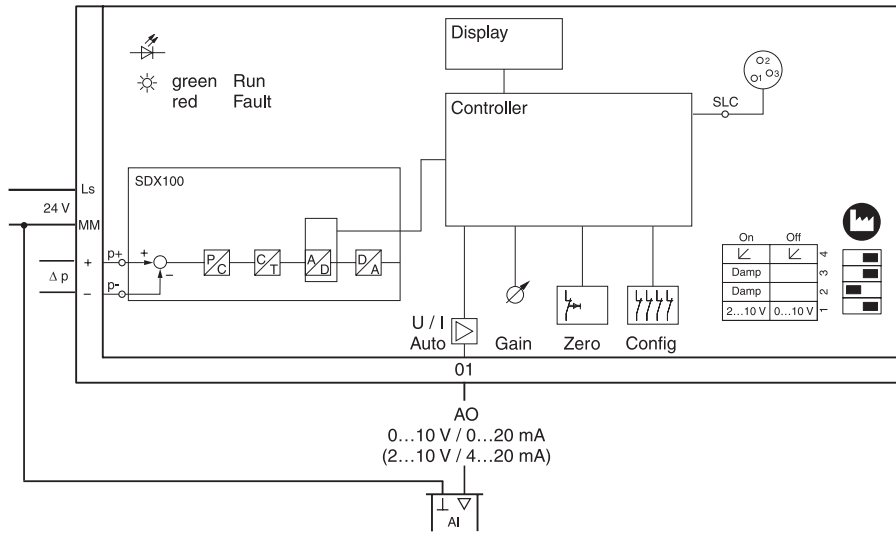 Display
green Run
red Fault
Controller
SLC
O2
O1
O3
SDX100
Ls
24 V
MM
+
Δ p
–
p+
p-
+
–
P/C
C/T
A/D
D/A
U / I
Auto
Gain
Zero
Config
On Off
4
Damp 3
Damp 2
2...10 V 0...10 V 1
01
AO
0...10 V / 0...20 mA
(2...10 V / 4...20 mA)
AI